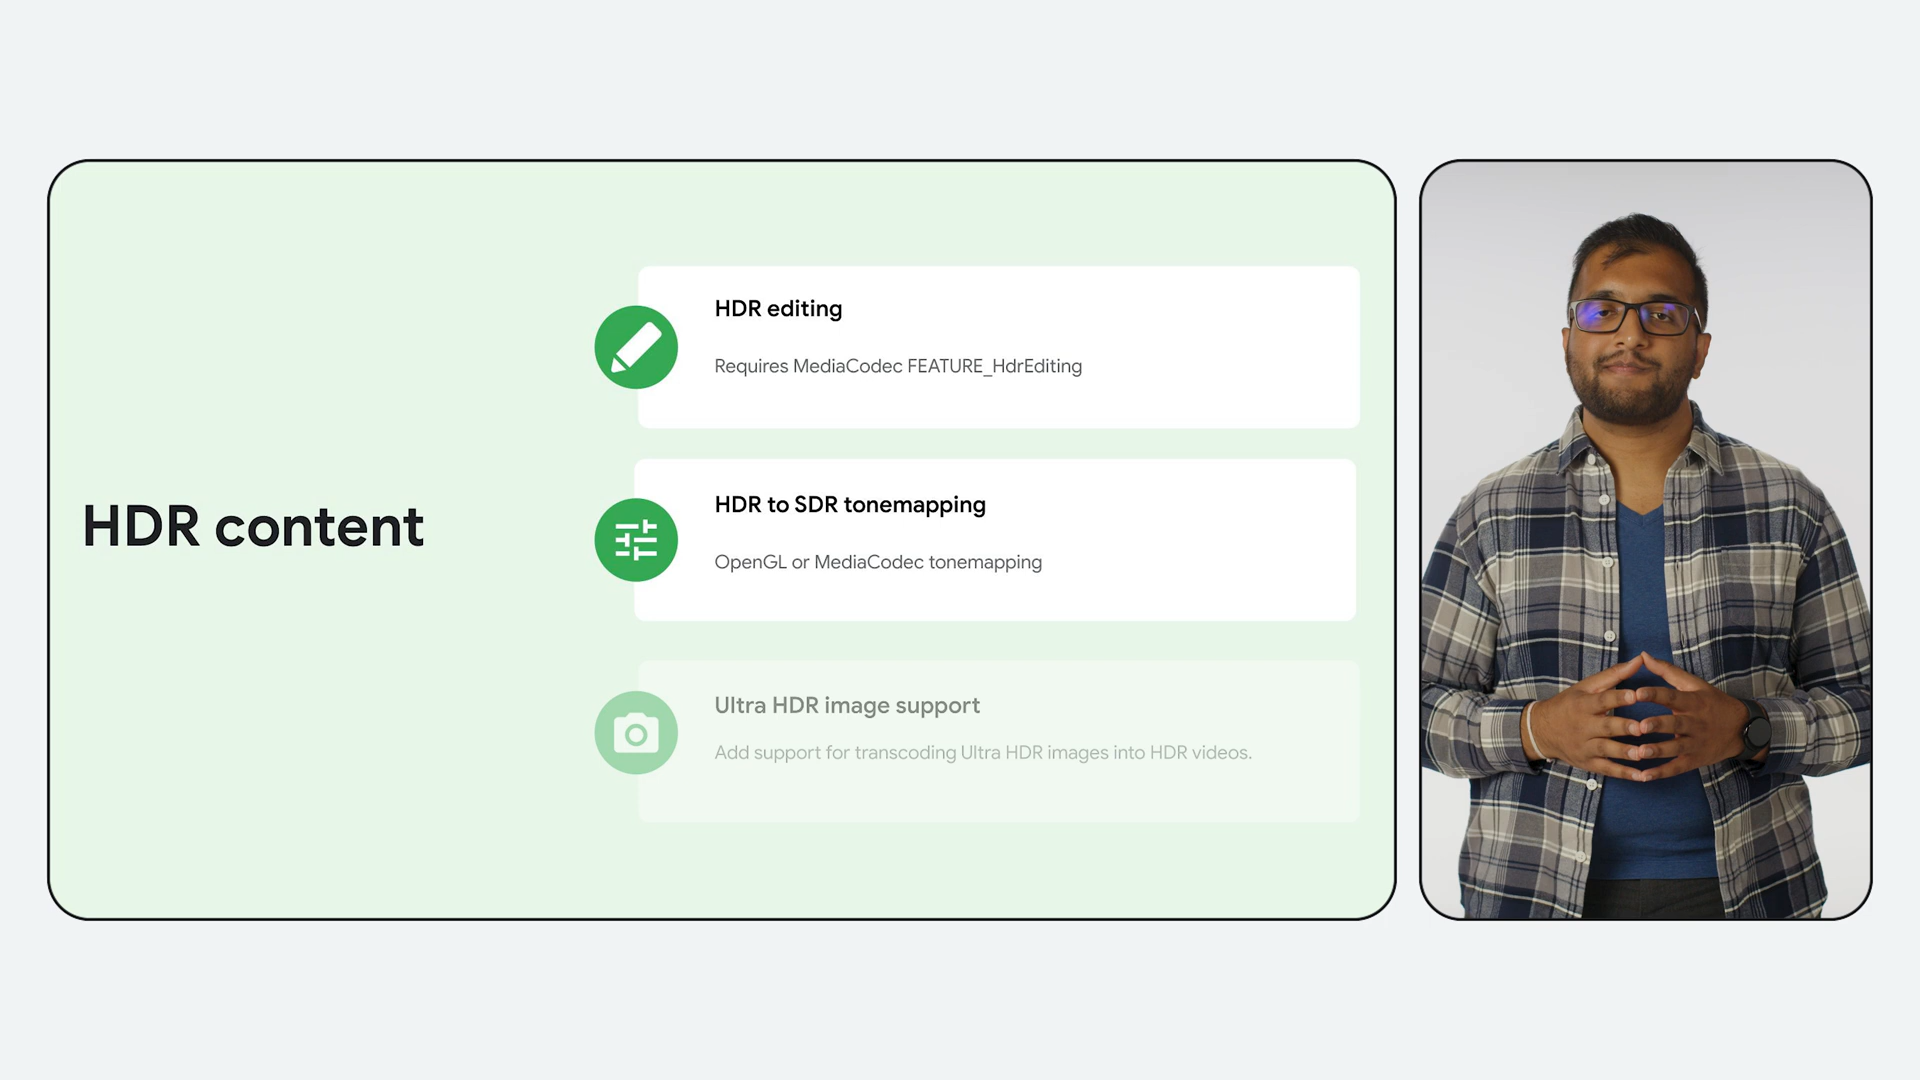 HDR content
HDR editing
Requires MediaCodec FEATURE_HdrEditing
HDR to SDR tonemapping
OpenGL or MediaCodec tonemapping
Ultra HDR image support
Add support for transcoding Ultra HDR images into HDR videos.